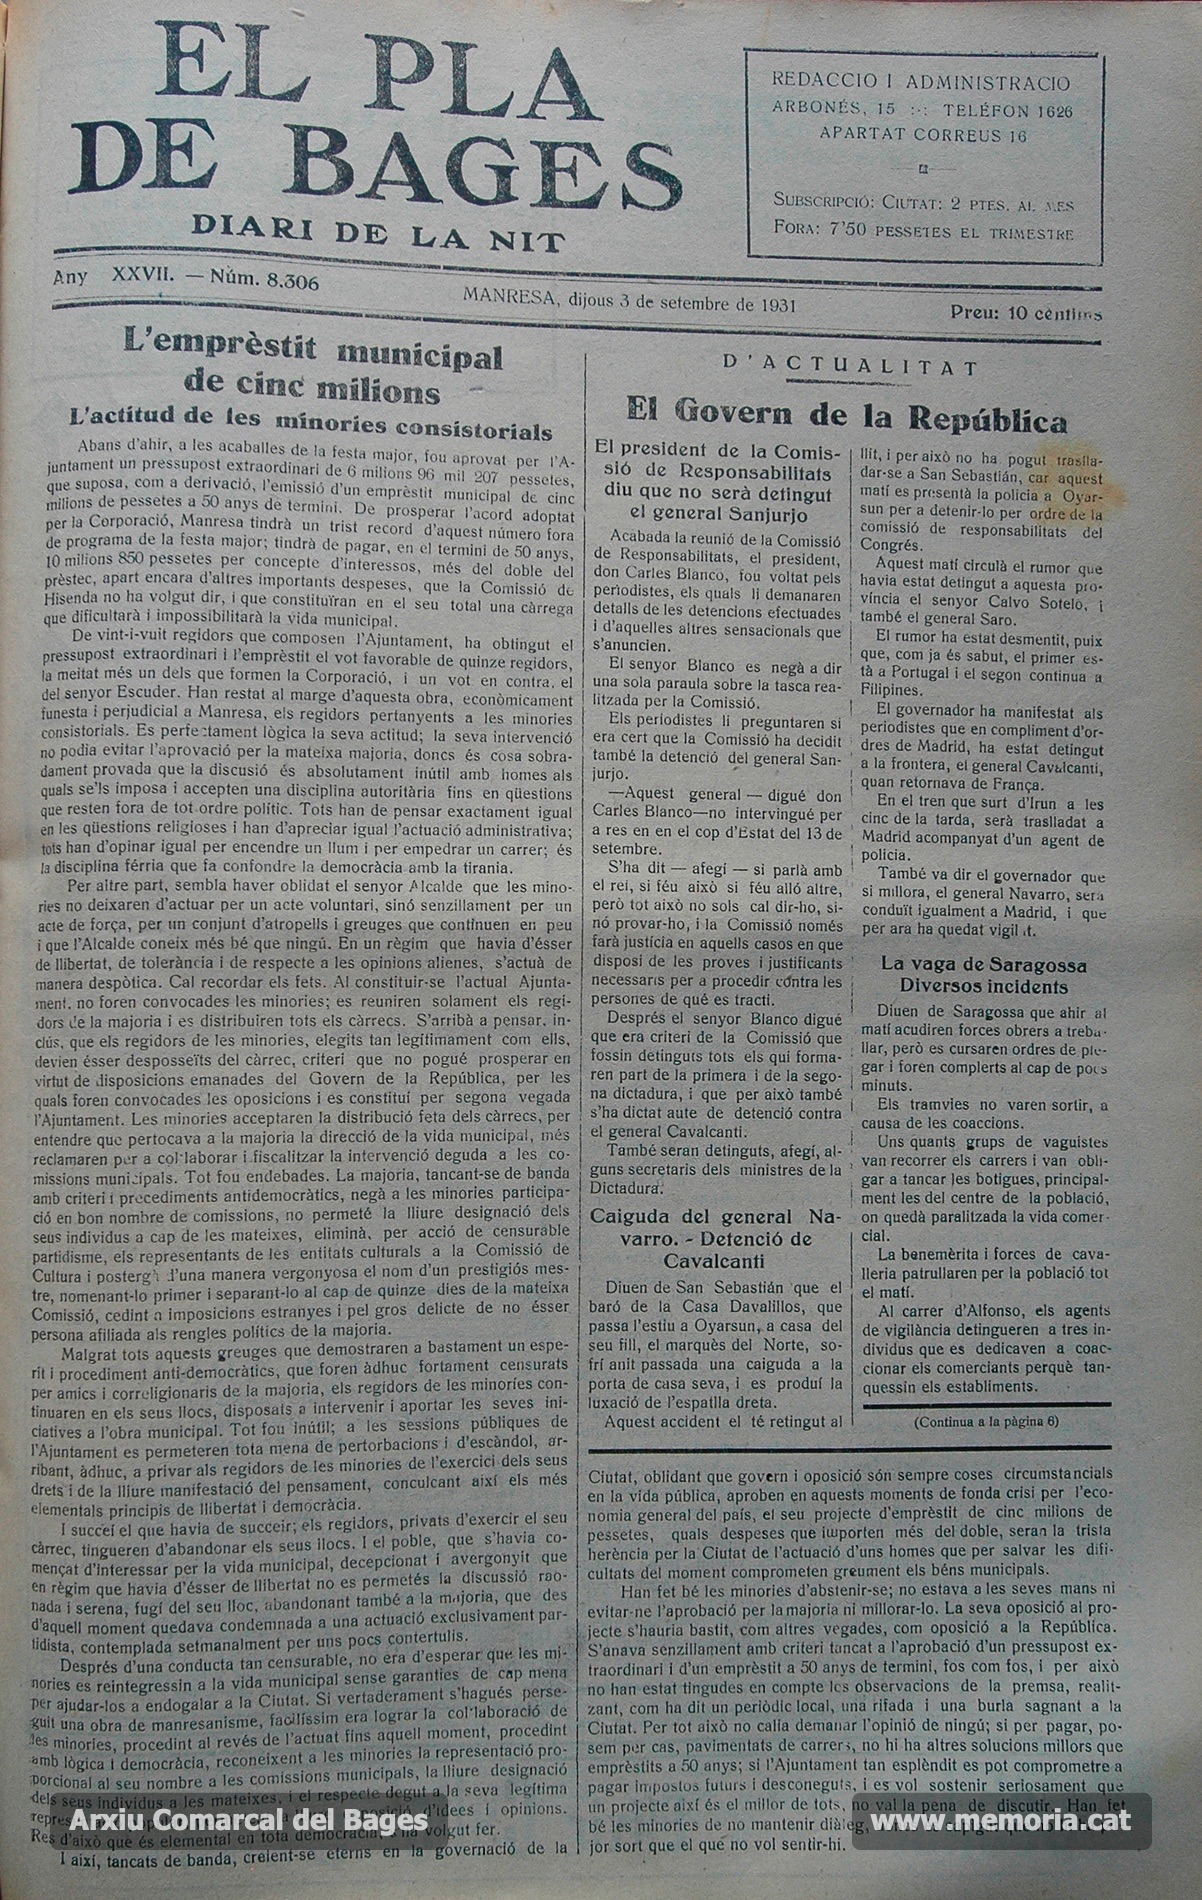 EL PLA
DE BAGES
DIARI DE LA NIT
REDACCIO I ADMINISTRACIO
ARBONÉS, 15 :-: TELÉFON 1626
APARTAT CORREUS 16
SUBSCRIPCIÓ: CIUTAT: 2 PTES. AL MES
FORA: 7'50 PESSETES EL TRIMESTRE
Any XXVII. — Núm. 8.306
MANRESA, dijous 3 de setembre de 1931
Preu: 10 cèntims
L'emprèstit municipal
de cinc milions
L'actitud de les minories consistorials
Abans d'ahir, a les acaballes de la festa major, fou aprovat per l'A-
juntament un pressupost extraordinari de 6 milions 96 mil 207 pessetes,
que suposa, com a derivació, l'emissió d'un emprèstit municipal de cinc
milions de pessetes a 50 anys de termini. De prosperar l'acord adoptat
per la Corporació, Manresa tindrà un trist record d'aquest número fora
de programa de la festa major; tindrà de pagar, en el termini de 50 anys,
10 milions 850 pessetes per concepte d'interessos, més del doble del
prèstec, apart encara d'altres importants despeses, que la Comissió de
Hisenda no ha volgut dir, i que constituïran en el seu total una càrrega
que dificultarà i impossibilitarà la vida municipal.
De vint-i-vuit regidors que composen l'Ajuntament, ha obtingut el
pressupost extraordinari i l'emprèstit el vot favorable de quinze regidors,
la meitat més un dels que formen la Corporació, i un vot en contra, el
del senyor Escuder. Han restat al marge d'aquesta obra, econòmicament
funesta i perjudicial a Manresa, els regidors pertanyents a les minories
consistorials. Es perfectament lògica la seva actitud; la seva intervenció
no podia evitar l'aprovació per la mateixa majoria, doncs és cosa sobra-
dament provada que la discusió és absolutament inútil amb homes als
quals se'ls imposa i accepten una disciplina autoritària fins en qüestions
que resten fora de tot ordre polític. Tots han de pensar exactament igual
en les qüestions religioses i han d'apreciar igual l'actuació administrativa;
tots han d'opinar igual per encendre un llum i per empedrar un carrer; és
la disciplina férria que fa confondre la democràcia amb la tirania.
Per altre part, sembla haver oblidat el senyor Alcalde que les mino-
ries no deixaren d'actuar per un acte voluntari, sinó senzillament per un
acte de força, per un conjunt d'atropells i greuges que continuen en peu
i que l'Alcalde coneix més bé que ningú. En un règim que havia d'ésser
de llibertat, de tolerància i de respecte a les opinions alienes, s'actuà de
manera despòtica. Cal recordar els fets. Al constituir-se l'actual Ajunta-
ment, no foren convocades les minories; es reuniren solament els regi-
dors de la majoria i es distribuiren tots els càrrecs. S'arribà a pensar, in-
clús, que els regidors de les minories, elegits tan legítimament com ells,
devien ésser desposseïts del càrrec, criteri que no pogué prosperar en
virtut de disposicions emanades del Govern de la República, per les
quals foren convocades les oposicions i es constituí per segona vegada
l'Ajuntament. Les minories acceptaren la distribució feta dels càrrecs, per
entendre que pertocava a la majoria la direcció de la vida municipal, més
reclamaren per a col·laborar i fiscalitzar la intervenció deguda a les co-
missions municipals. Tot fou endebades. La majoria, tancant-se de banda
amb criteri i precediments antidemocràtics, negà a les minories participa-
ció en bon nombre de comissions, no permeté la lliure designació dels
seus individus a cap de les mateixes, eliminà, per acció de censurable
partidisme, els representants de les entitats culturals a la Comissió de
Cultura i postergà d'una manera vergonyosa el nom d'un prestigiós mes-
tre, nomenant-lo primer i separant-lo al cap de quinze dies de la mateixa
Comissió, cedint a imposicions estranyes i pel gros delicte de no ésser
persona afiliada als rengles polítics de la majoria.
Malgrat tots aquests greuges que demostraren a bastament un espe-
rit i procediment anti-democràtics, que foren àdhuc fortament censurats
per amics i correligionaris de la majoria, els regidors de les minories con-
tinuaren en els seus llocs, disposats a intervenir i aportar les seves ini-
ciatives a l'obra municipal. Tot fou inútil; a les sessions públiques de
l'Ajuntament es permeteren tota mena de pertorbacions i d'escàndol, ar-
ribant, àdhuc, a privar als regidors de les minories de l'exercici dels seus
drets i de la lliure manifestació del pensament, conculcant així els més
elementals principis de llibertat i democràcia.
I succeí el que havia de succeir; els regidors, privats d'exercir el seu
càrrec, tingueren d'abandonar els seus llocs. I el poble, que s'havia co-
mençat d'interessar per la vida municipal, decepcionat i avergonyit que
en règim que havia d'ésser de llibertat no es permetés la discussió rao-
nada i serena, fugí del seu lloc, abandonant també a la majoria, que des
d'aquell moment quedava condemnada a una actuació exclusivament par-
lidista, contemplada setmanalment per uns pocs contertulis.
Després d'una conducta tan censurable, no era d'esperar que les mi-
nories es reintegressin a la vida municipal sense garanties de cap mena
per ajudar-los a endogalar a la Ciutat. Si vertaderament s'hagués perse-
guit una obra de manresanisme, facilíssim era lograr la col·laboració de
les minories, procedint al revés de l'actuat fins aquell moment, procedint
amb lògica i democràcia, reconeixent a les minories la representació pro-
porcional al seu nombre a les comissions municipals, la lliure designació
dels seus individus a les mateixes, i el respecte degut a la seva legítima
d'idees i opinions.
Res d'això que és elemental en tota democràcia ha volgut fer.
I així, tancats de banda, creient-se eterns en la governació de la
D'ACTUALITAT
El Govern de la República
El president de la Comis-
sió de Responsabilitats
diu que no serà detingut
el general Sanjurjo
Acabada la reunió de la Comissió
de Responsabilitats, el president,
don Carles Blanco, fou voltat pels
periodistes, els quals li demanaren
detalls de les detencions efectuades
i d'aquelles altres sensacionals que
s'anuncien.
El senyor Blanco es negà a dir
una sola paraula sobre la tasca rea-
litzada per la Comissió.
Els periodistes li preguntaren si
era cert que la Comissió ha decidit
també la detenció del general San-
jurjo.
—Aquest general — digué don
Carles Blanco—no intervingué per
a res en en el cop d'Estat del 13 de
setembre.
S'ha dit — afegí — si parlà amb
el rei, si féu això si féu alló altre,
però tot això no sols cal dir-ho, si-
nó provar-ho, i la Comissió només
farà justícia en aquells casos en que
disposi de les proves i justificants
necessaris per a procedir contra les
persones de qué es tracti.
Després el senyor Blanco digué
que era criteri de la Comissió que
fossin detinguts tots els qui forma-
ren part de la primera i de la sego-
na dictadura, i que per això també
s'ha dictat aute de detenció contra
el general Cavalcanti.
També seran detinguts, afegí, al-
guns secretaris dels ministres de la
Dictadura.
Caiguda del general Na-
varro. - Detenció de
Cavalcanti
Diuen de San Sebastián que el
baró de la Casa Davalillos, que
passa l'estiu a Oyarsun, a casa del
seu fill, el marquès del Norte, so-
frí anit passada una caiguda a la
porta de casa seva, i es produí la
luxació de l'espatlla dreta.
Aquest accident el té retingut al
llit, i per això no ha pogut trasila-
dar-se a San Sebastián, car aquest
matí es presentà la policia a Oyar-
sun per a detenir-lo per ordre de la
comissió de responsabilitats del
Congrés.
Aquest matí circulà el rumor que
havia estat detingut a aquesta pro-
víncia el senyor Calvo Sotelo, i
també el general Saro.
El rumor ha estat desmentit, puix
que, com ja és sabut, el primer es-
tà a Portugal i el segon continua a
Filipines.
El governador ha manifestat als
periodistes que en compliment d'or-
dres de Madrid, ha estat detingut
a la frontera, el general Cavalcanti,
quan retornava de França.
En el tren que surt d'Irun a les
cinc de la tarda, serà traslladat a
Madrid acompanyat d'un agent de
policia.
També va dir el governador que
si millora, el general Navarro, serà
conduït igualment a Madrid, i que
per ara ha quedat vigilat.
La vaga de Saragossa
Diversos incidents
Diuen de Saragossa que ahir al
matí acudiren forces obrers a treba-
llar, però es cursaren ordres de ple-
gar i foren complerts al cap de pocs
minuts.
Els tramvies no varen sortir, a
causa de les coaccions.
Uns quants grups de vaguistes
van recorrer els carrers i van obli-
gar a tancar les botigues, principal-
ment les del centre de la població,
on quedà paralitzada la vida comer-
cial.
La benemèrita i forces de cava-
lleria patrullaren per la població tot
el matí.
Al carrer d'Alfonso, els agents
de vigilància detingueren a tres in-
dividus que es dedicaven a coac-
cionar els comerciants perquè tan-
quessin els establiments.
(Continua a la pàgina 6)
Ciutat, oblidant que govern i oposició són sempre coses circumstancials
en la vida pública, aproben en aquests moments de fonda crisi per l'eco-
nomia general del país, el seu projecte d'emprèstit de cinc milions de
pessetes, quals despeses que importen més del doble, seran la trista
herència per la Ciutat de l'actuació d'uns homes que per salvar les difi-
cultats del moment comprometen greument els béns municipals.
Han fet bé les minories d'abstenir-se; no estava a les seves mans ni
evitar-ne l'aprobació per la majoria ni millorar-lo. La seva oposició al pro-
jecte s'hauria bastit, com altres vegades, com oposició a la República.
S'anava senzillament amb criteri tancat a l'aprobació d'un pressupost ex-
traordinari i d'un emprèstit a 50 anys de termini, fos com fos, i per això
no han estat tingudes en compte les observacions de la premsa, realit-
zant, com ha dit un periòdic local, una rifada i una burla sagnant a la
Ciutat. Per tot això no calia demanar l'opinió de ningú; si per pagar, po-
sem per cas, pavimentats de carrers, no hi ha altres solucions millors que
emprèstits a 50 anys; si l'Ajuntament tan esplèndit es pot comprometre a
pagar impostos futurs i desconeguts, i es vol sostenir seriosament que
un projecte així és el millor de tots, no val la pena de discutir. Han fet
bé les minories de no mantenir diàleg,
jor sort que el que no vol sentir-hi.
Arxiu Comarcal del Bages
www.memoria.cat